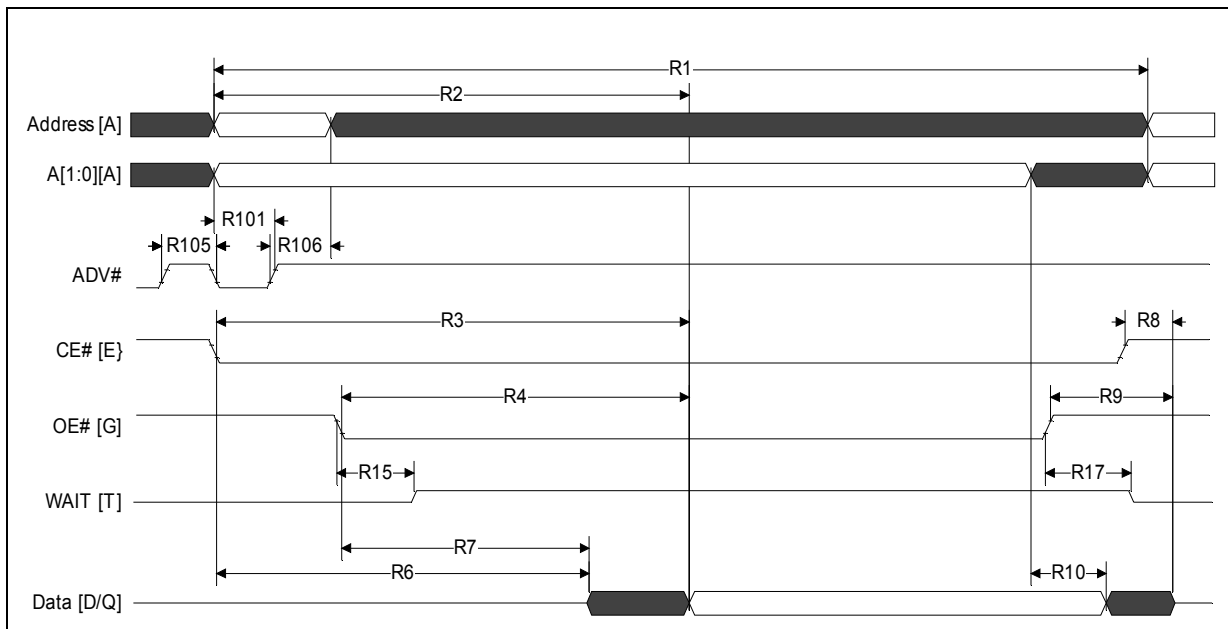 R1
R2
Address [A]
A[1:0][A]
R101
R105
R106
ADV#
R3
R8
CE# [E}
R4
R9
OE# [G]
R15
R17
WAIT [T]
R7
R6
R10
Data [D/Q]